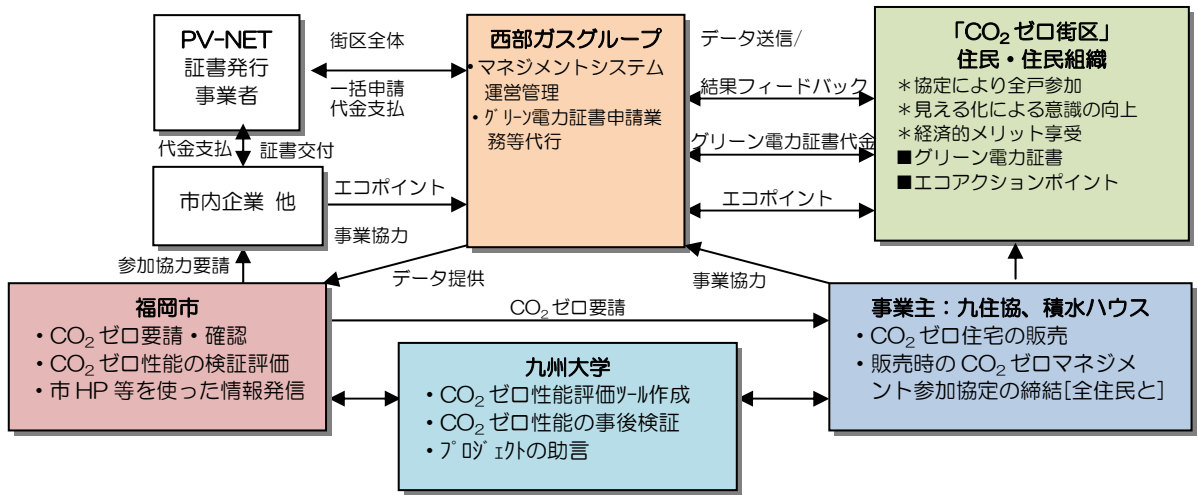 PV-NET
証書発行
事業者
街区全体
一括申請
代金支払
西部ガスグループ
・マネジメントシステム
運営管理
・グリーン電力証書申請業
務等代行
データ送信/
結果フィードバック
グリーン電力証書代金
エコポイント
「CO₂ゼロ街区」
住民・住民組織
＊協定により全戸参加
＊見える化による意識の向上
＊経済的メリット享受
■グリーン電力証書
■エコアクションポイント
代金支払
証書交付
市内企業 他
エコポイント
事業協力
参加協力要請
データ提供
事業協力
福岡市
・CO₂ゼロ要請・確認
・CO₂ゼロ性能の検証評価
・市HP等を使った情報発信
CO₂ゼロ要請
九州大学
・CO₂ゼロ性能評価ﾂｰﾙ作成
・CO₂ゼロ性能の事後検証
・ﾌﾟﾛｼﾞｪｸﾄの助言
事業主：九住協、積水ハウス
・CO₂ゼロ住宅の販売
・販売時のCO₂ゼロマネジメ
ント参加協定の締結[全住民と]